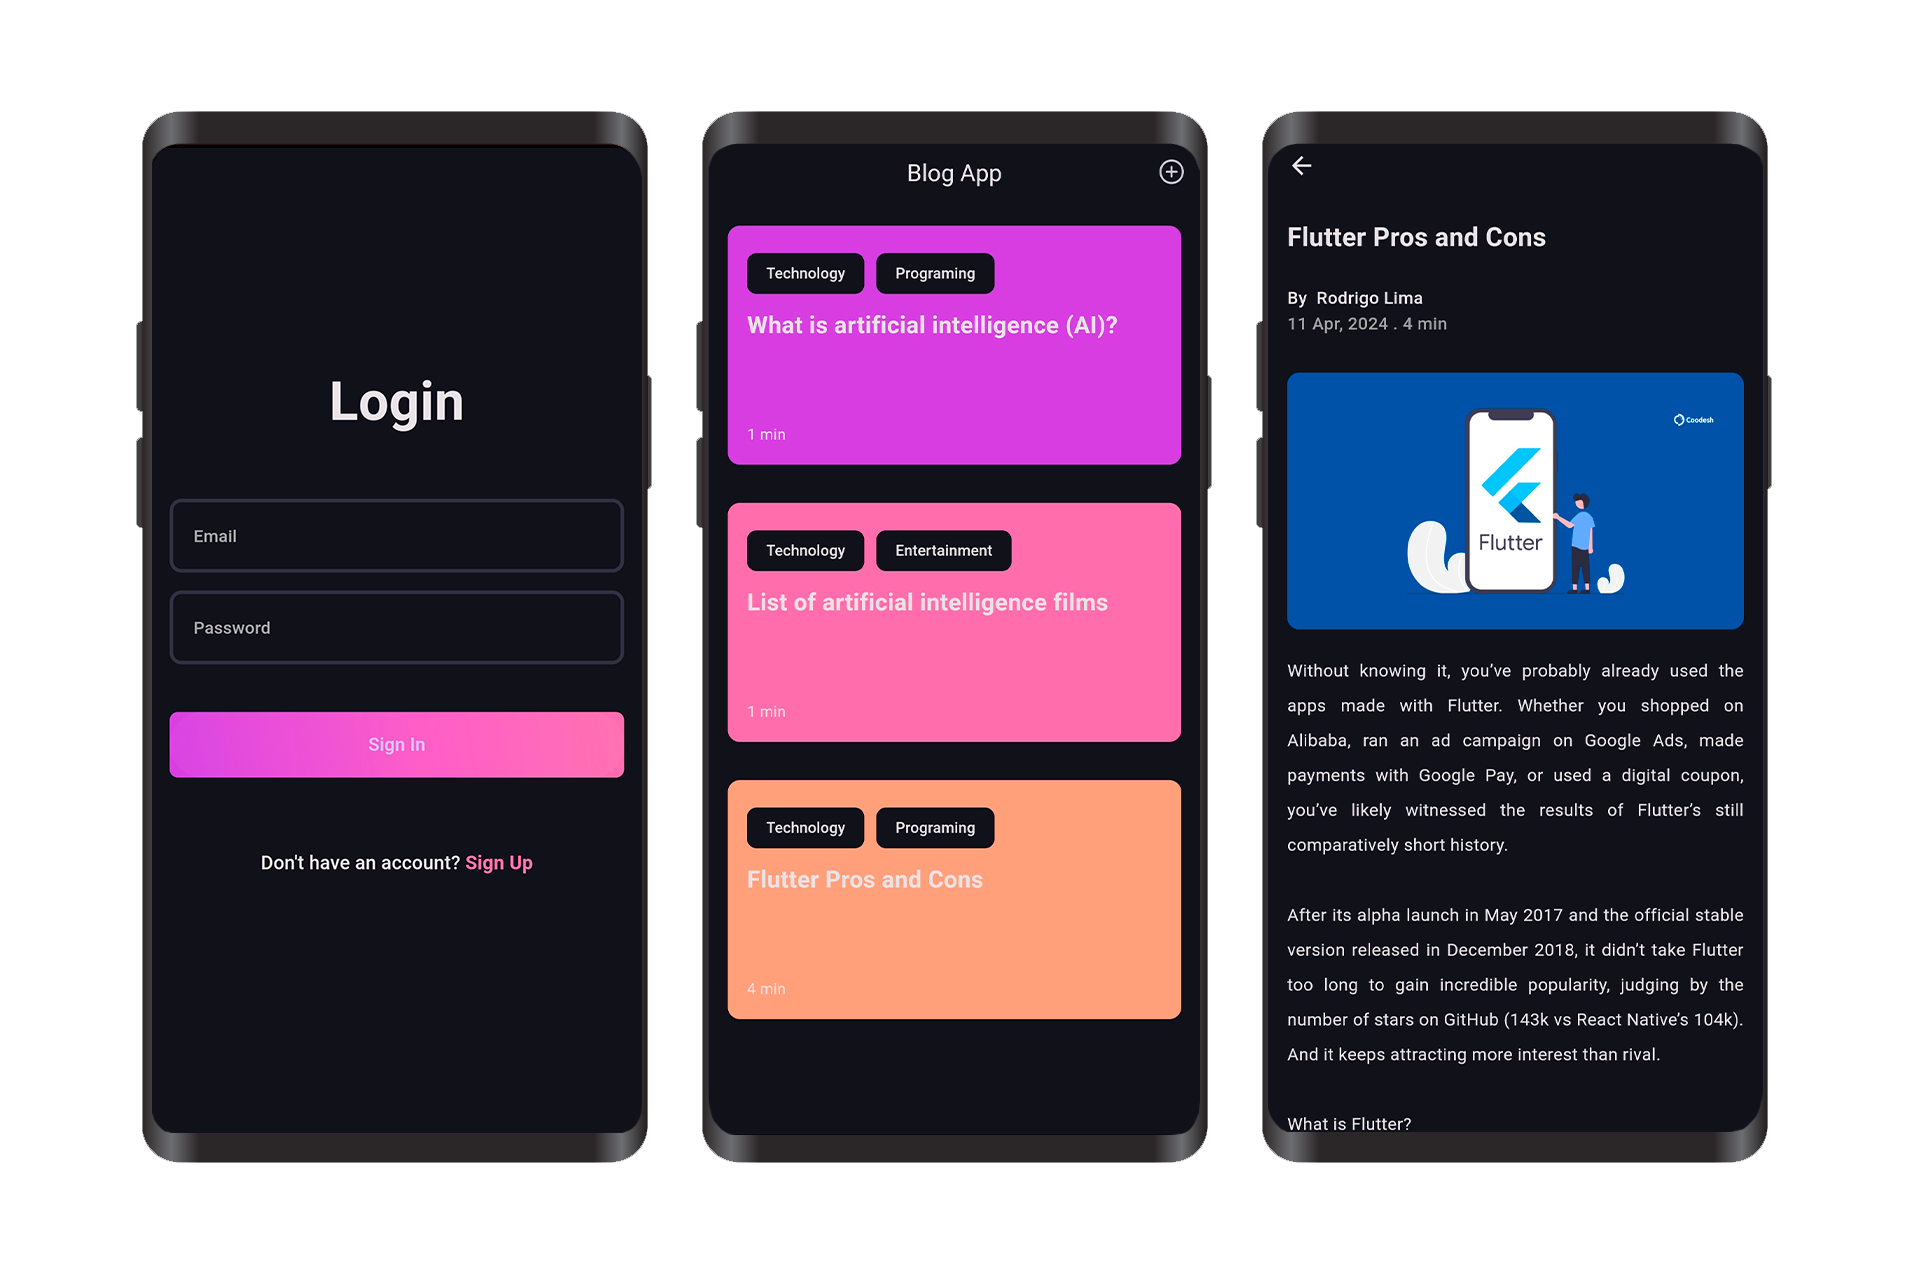 Login
Email
Password
Sign In
Don't have an account? Sign Up
Blog App
Technology Programing
What is artificial intelligence (AI)?
1 min
Technology Entertainment
List of artificial intelligence films
1 min
Technology Programing
Flutter Pros and Cons
4 min
Flutter Pros and Cons
By Rodrigo Lima
11 Apr, 2024 . 4 min
Coodesh
Flutter
Without knowing it, you’ve probably already used the
apps made with Flutter. Whether you shopped on
Alibaba, ran an ad campaign on Google Ads, made
payments with Google Pay, or used a digital coupon,
you’ve likely witnessed the results of Flutter’s still
comparatively short history.
After its alpha launch in May 2017 and the official stable
version released in December 2018, it didn’t take Flutter
too long to gain incredible popularity, judging by the
number of stars on GitHub (143k vs React Native’s 104k).
And it keeps attracting more interest than rival.
What is Flutter?